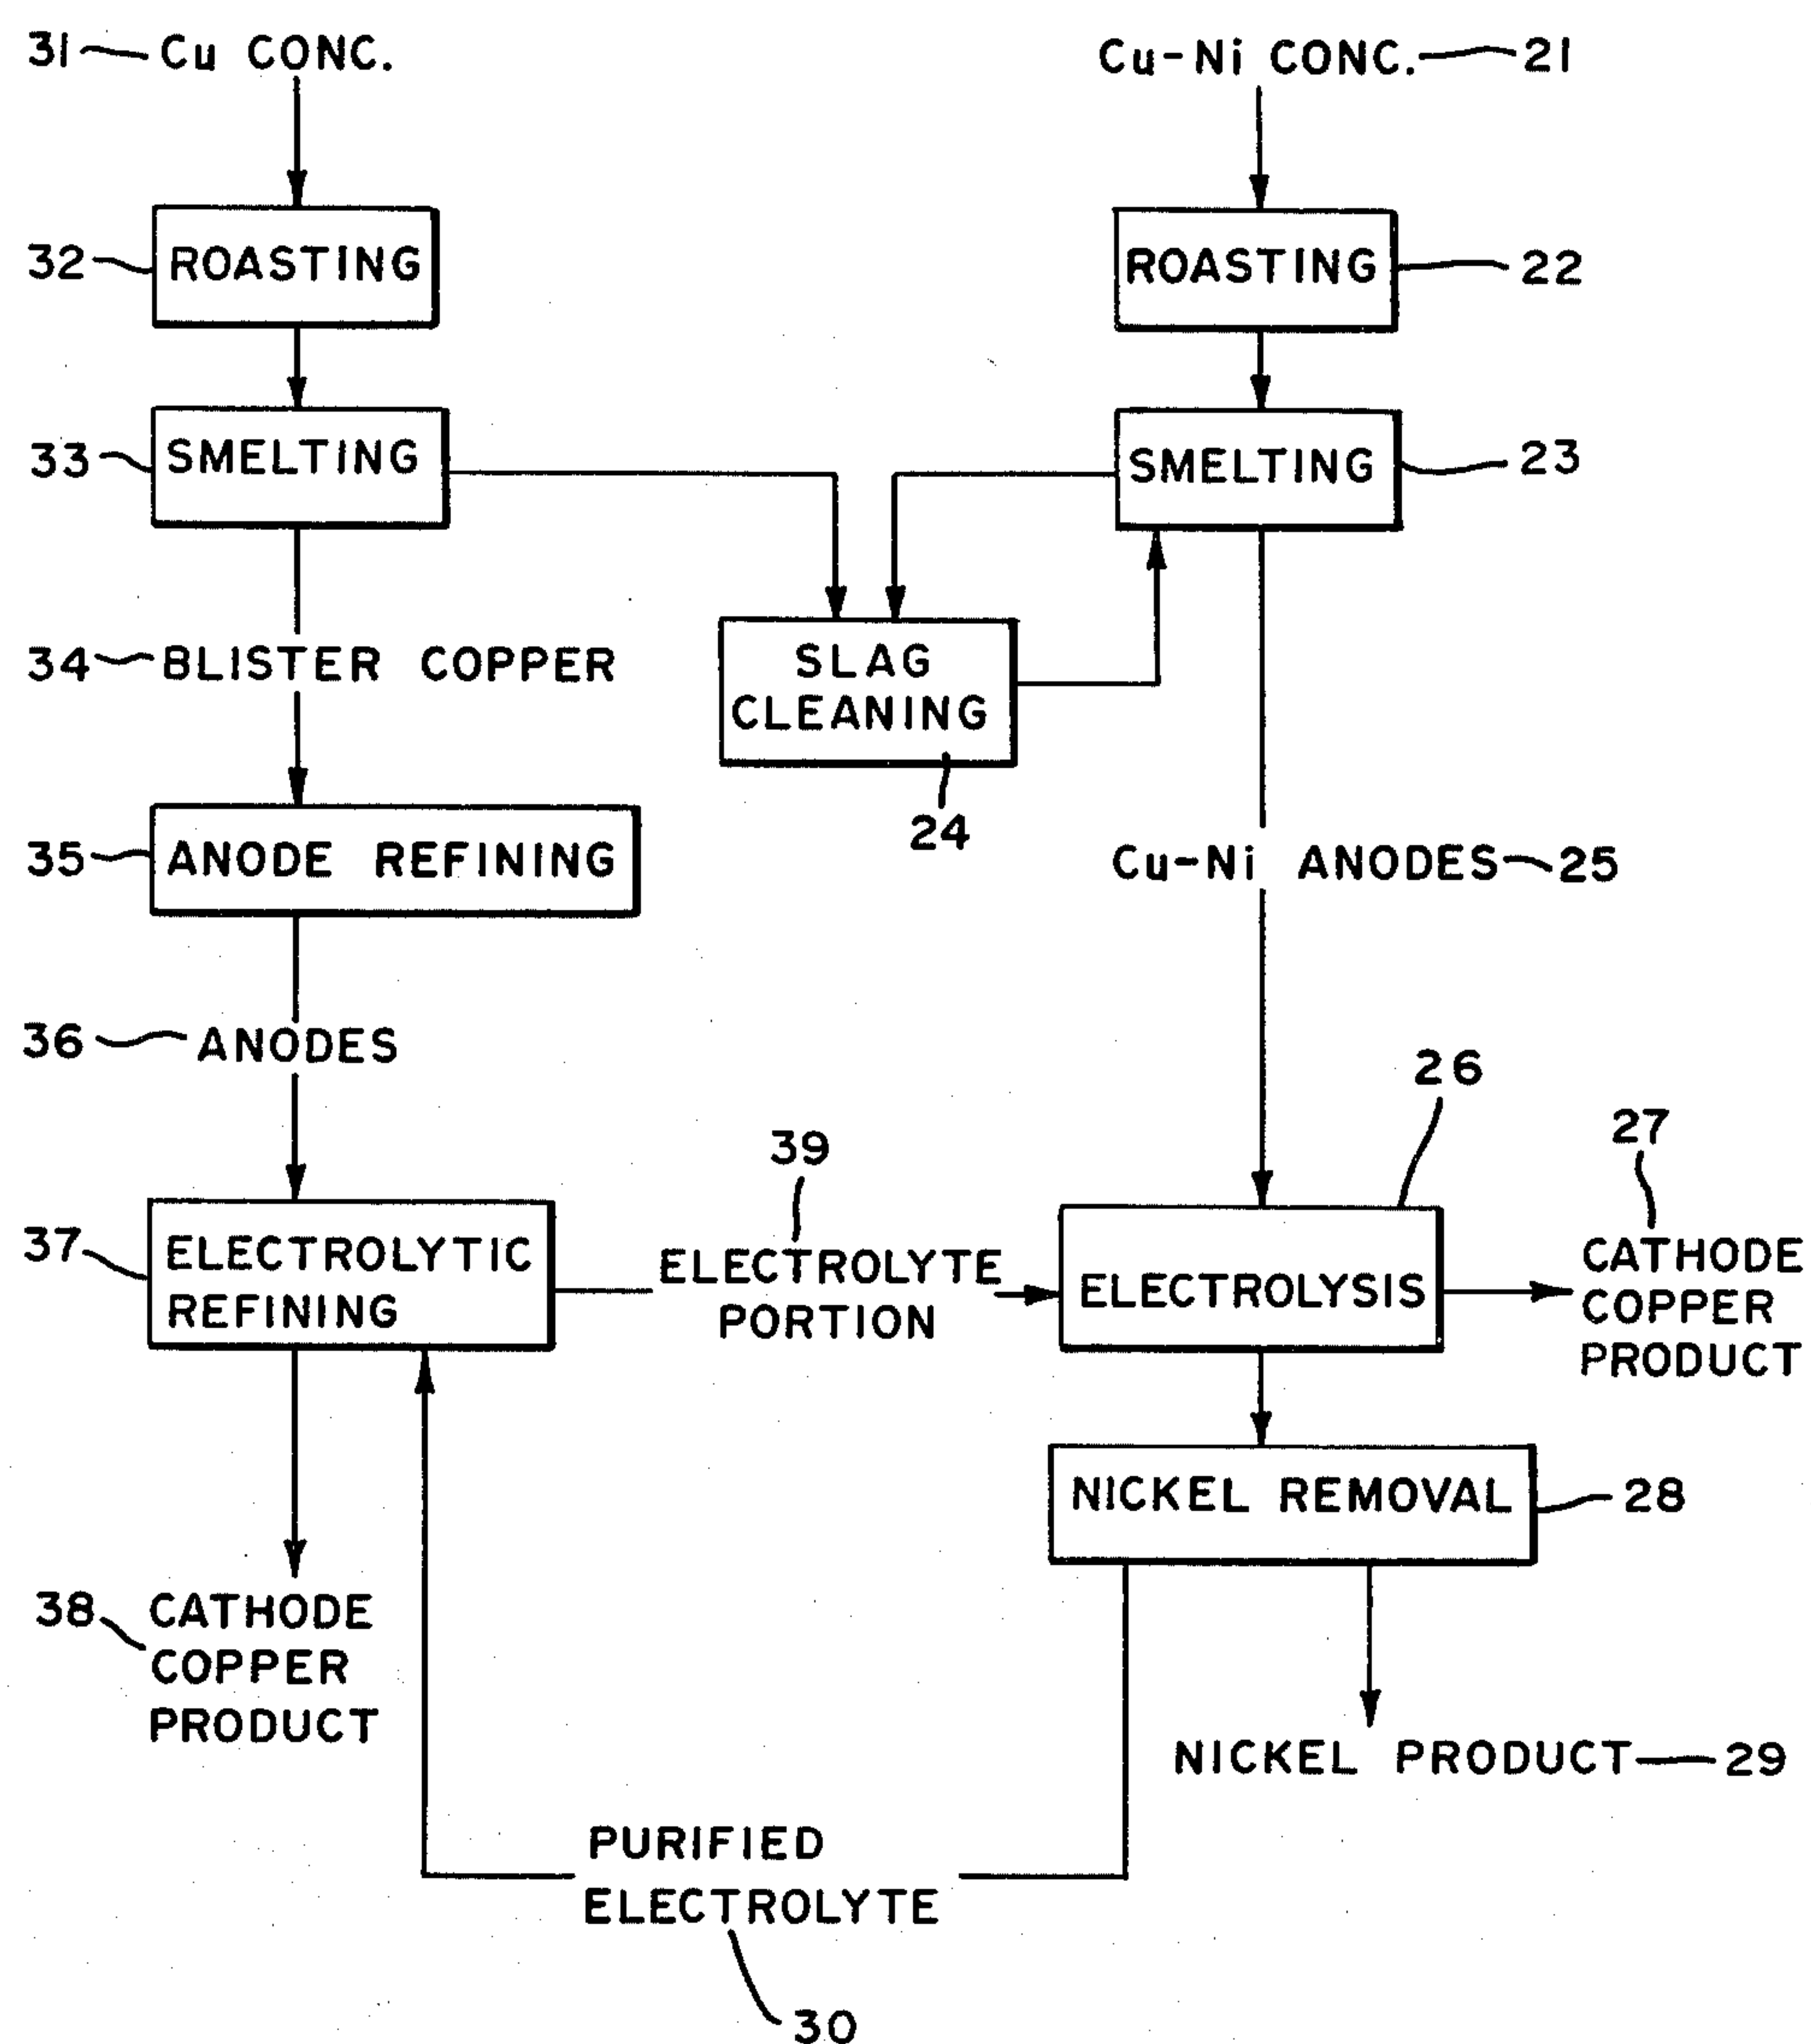 31 Cu CONC.
Cu-Ni CONC. 21
32 ROASTING
ROASTING 22
33 SMELTING
SMELTING 23
34 BLISTER COPPER
SLAG
CLEANING
24
35 ANODE REFINING
Cu-Ni ANODES 25
36 ANODES
26
27
39
37 ELECTROLYTIC
REFINING
ELECTROLYTE
PORTION
ELECTROLYSIS
CATHODE
COPPER
PRODUCT
NICKEL REMOVAL 28
38 CATHODE
COPPER
PRODUCT
NICKEL PRODUCT 29
PURIFIED
ELECTROLYTE
30